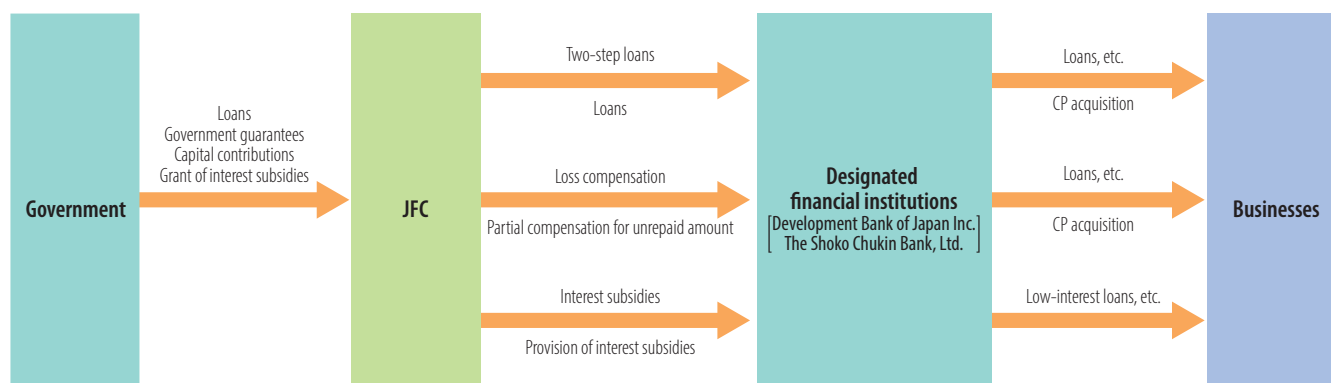 Government
Loans
Government guarantees
Capital contributions
Grant of interest subsidies
JFC
Two-step loans
Loans
Loss compensation
Partial compensation for unrepaid amount
Interest subsidies
Provision of interest subsidies
Designated
financial institutions
[Development Bank of Japan Inc.
The Shoko Chukin Bank, Ltd.]
Loans, etc.
CP acquisition
Loans, etc.
CP acquisition
Low-interest loans, etc.
Businesses